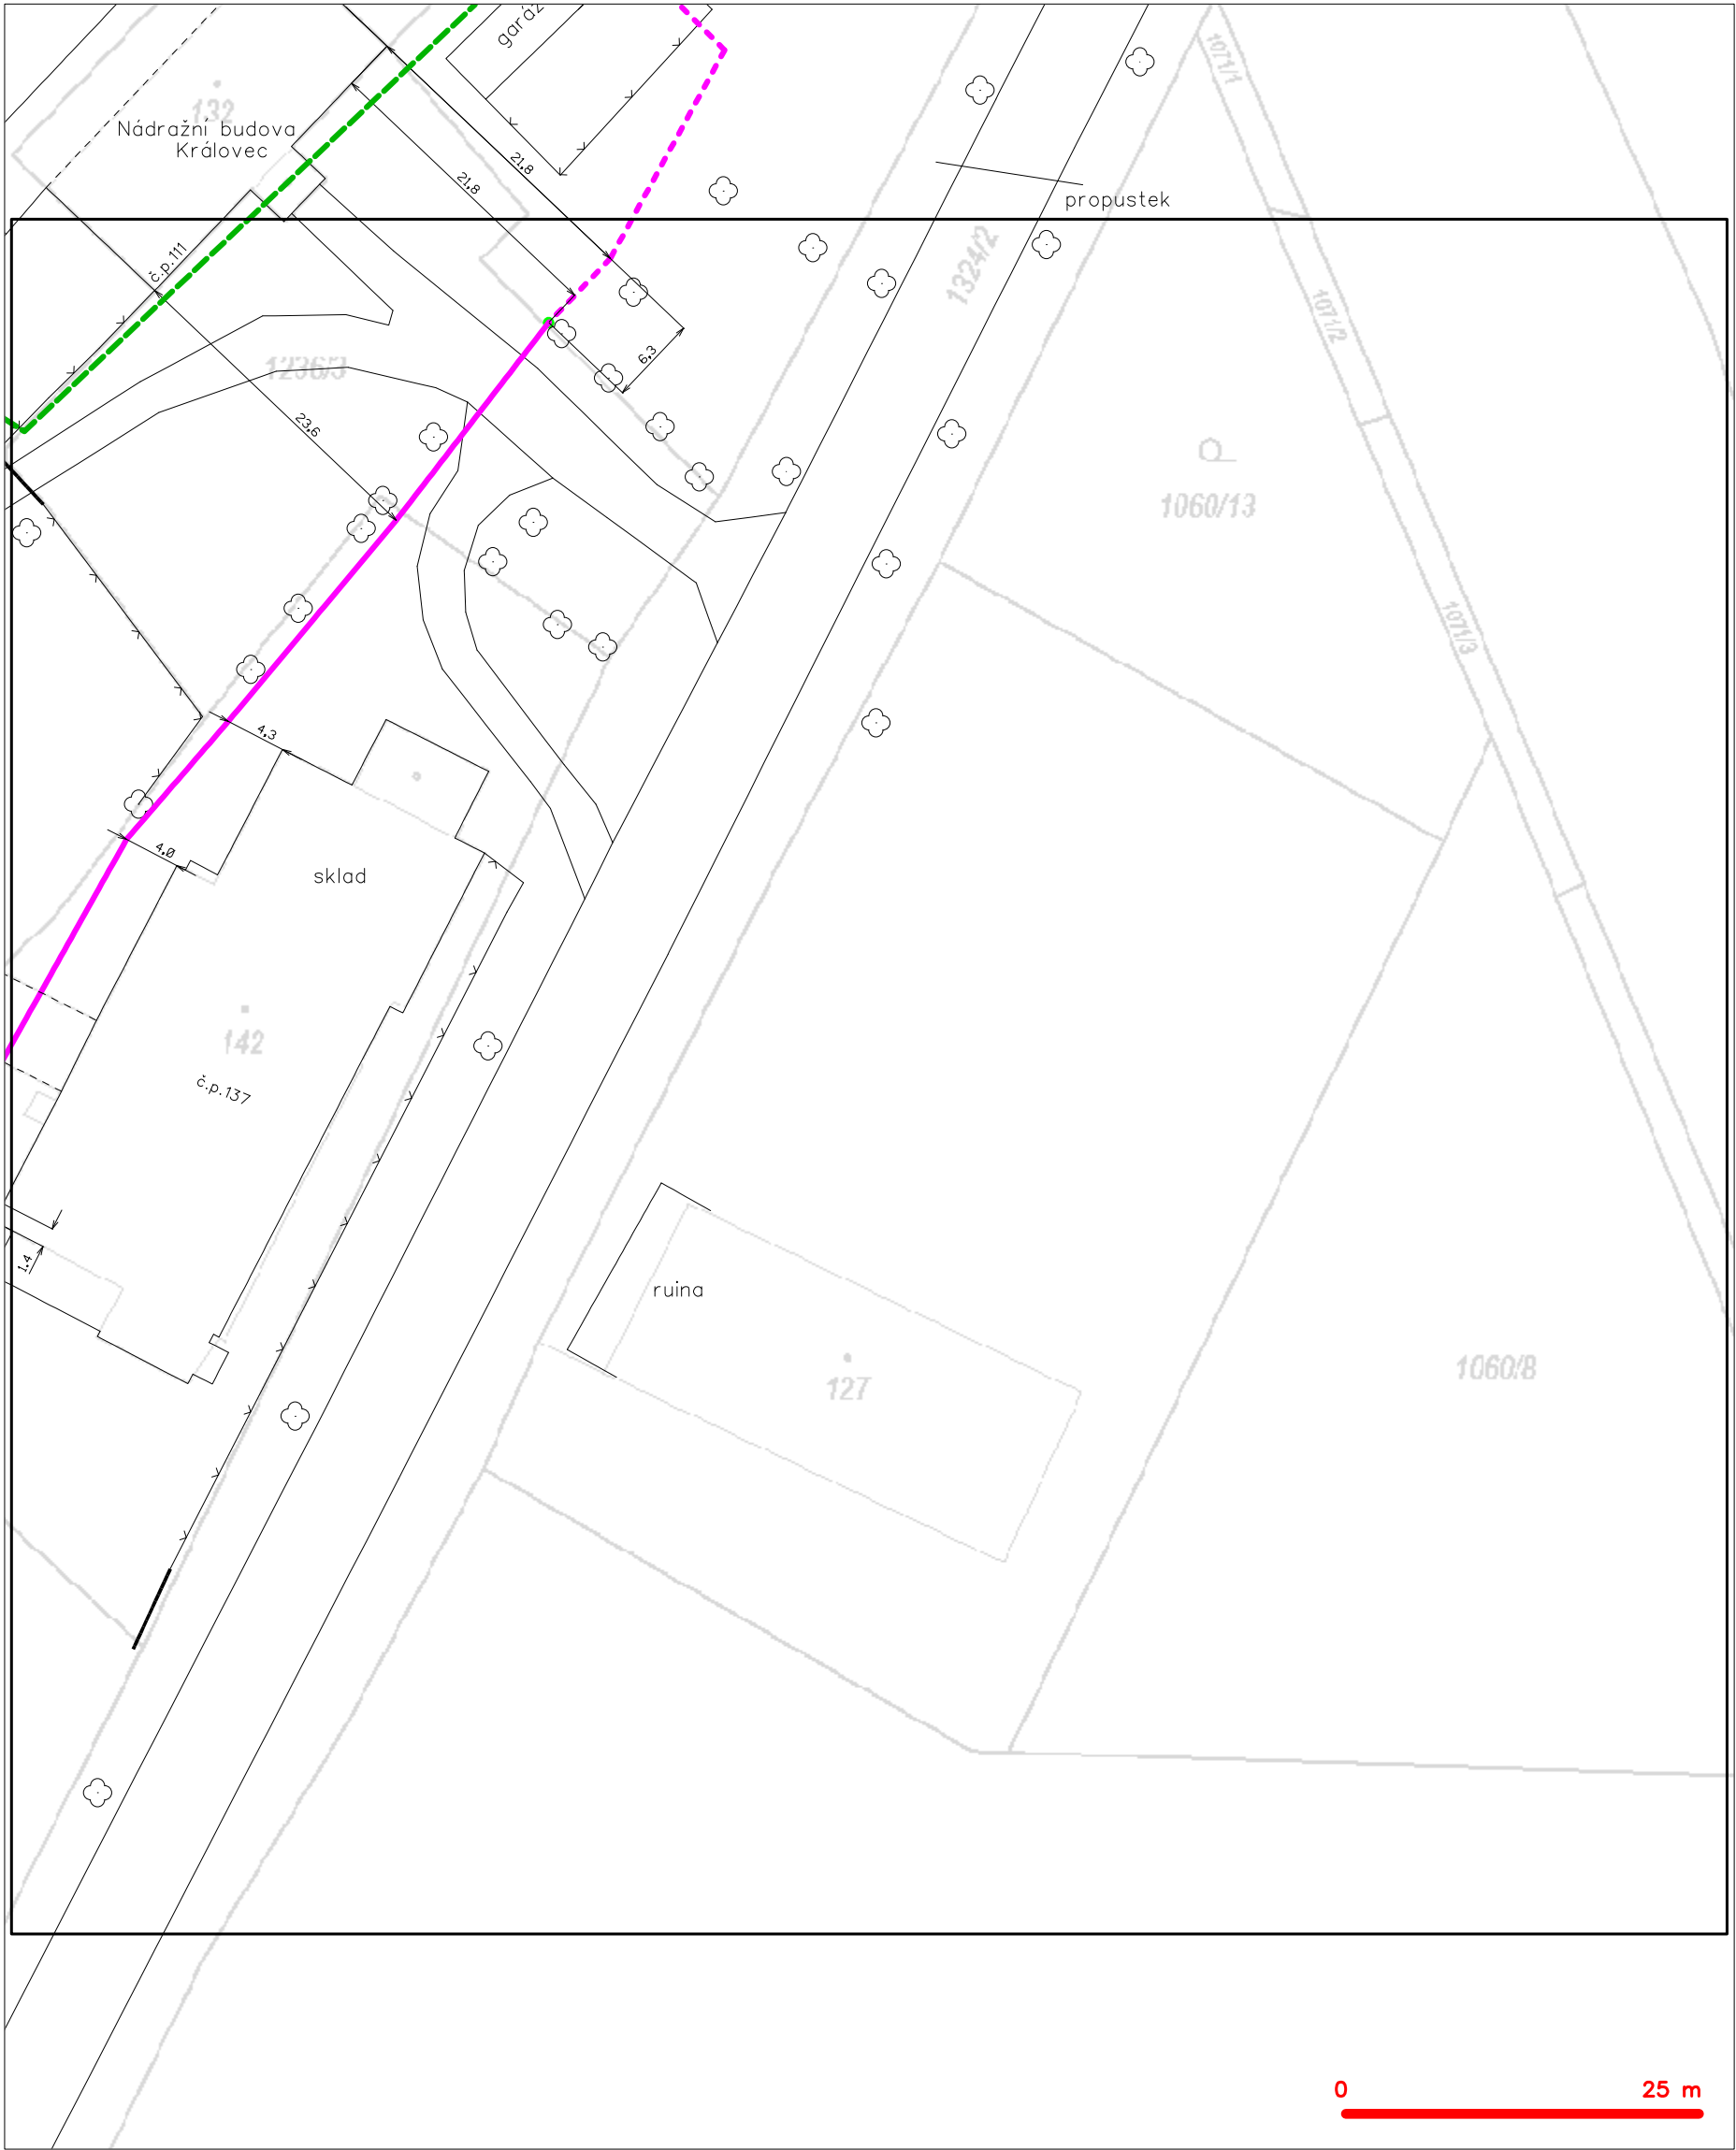 garáž
1071/1
132
Nádražní budova
Královec
21,8
21,8
propustek
č.p.111
1324/2
1071/2
6,3
1236/3
23,6
1060/13
1071/3
4,3
4,0
sklad
142
č.p.137
1,4
ruina
127
1060/8
0 25 m